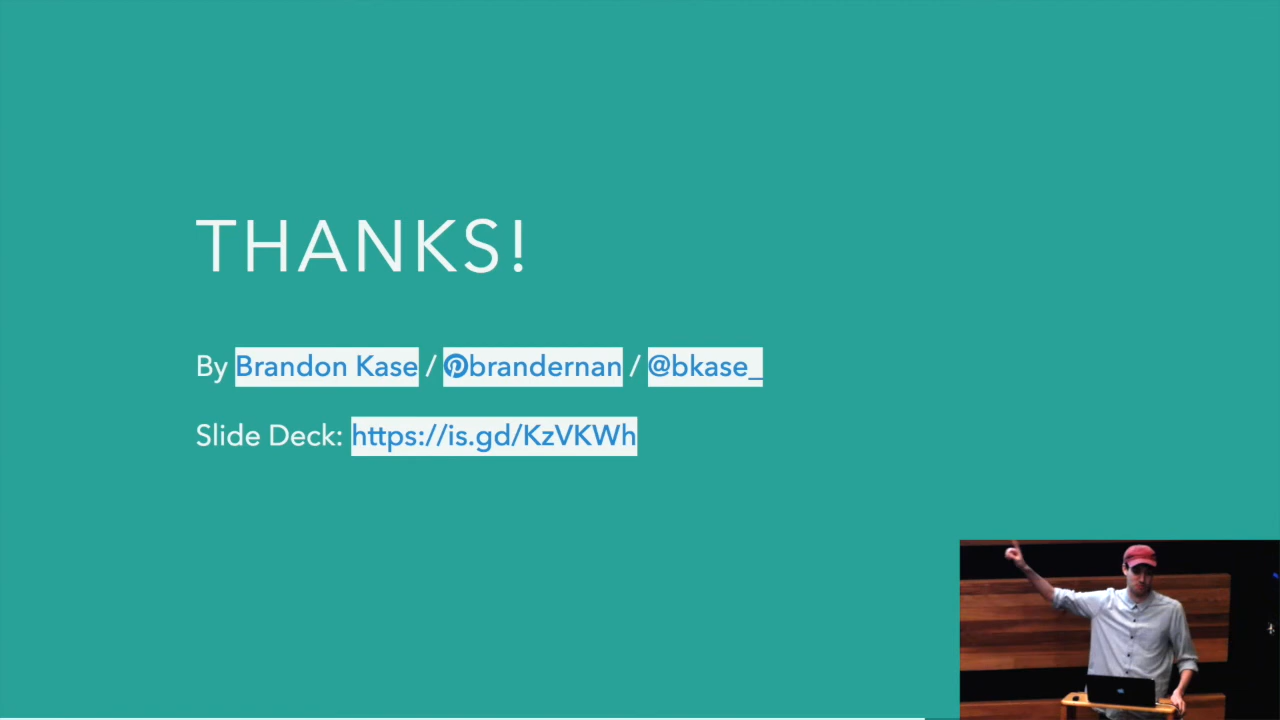 THANKS!
By Brandon Kase / @brandernan / @bkase_
Slide Deck: https://is.gd/KzVKWh